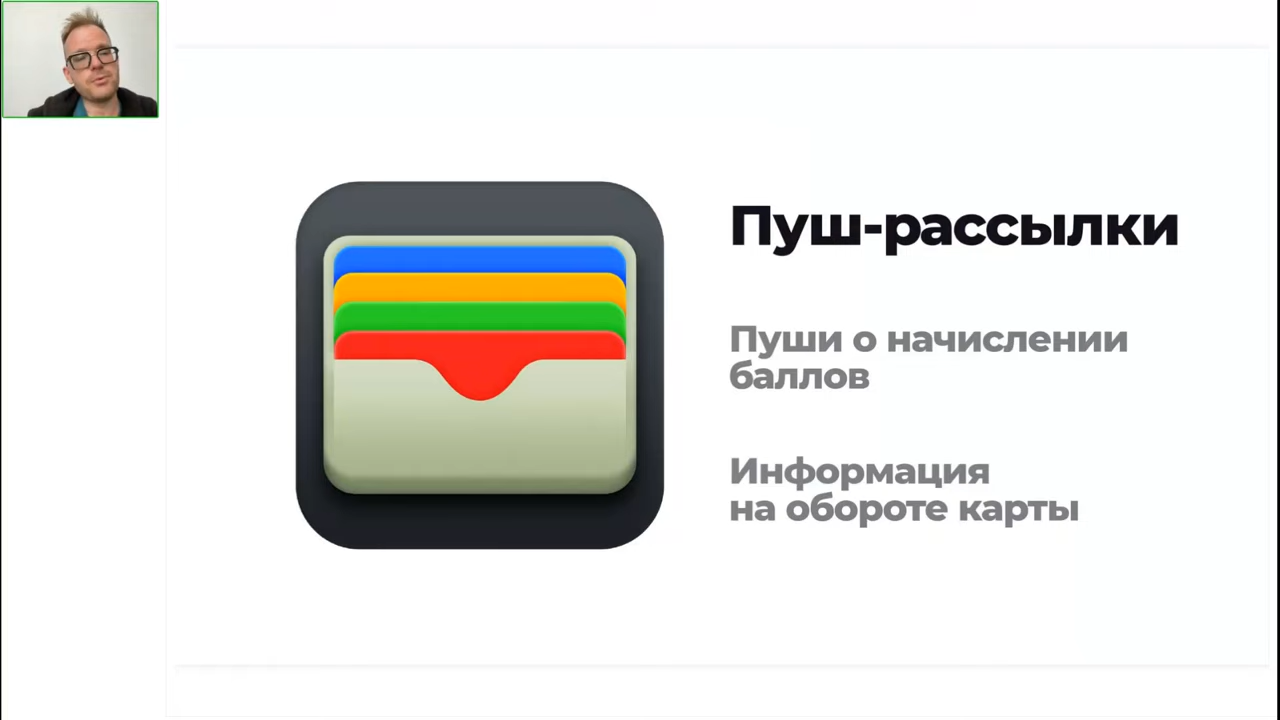 Пуш-рассылки
Пуши о начислении
баллов
Информация
на обороте карты